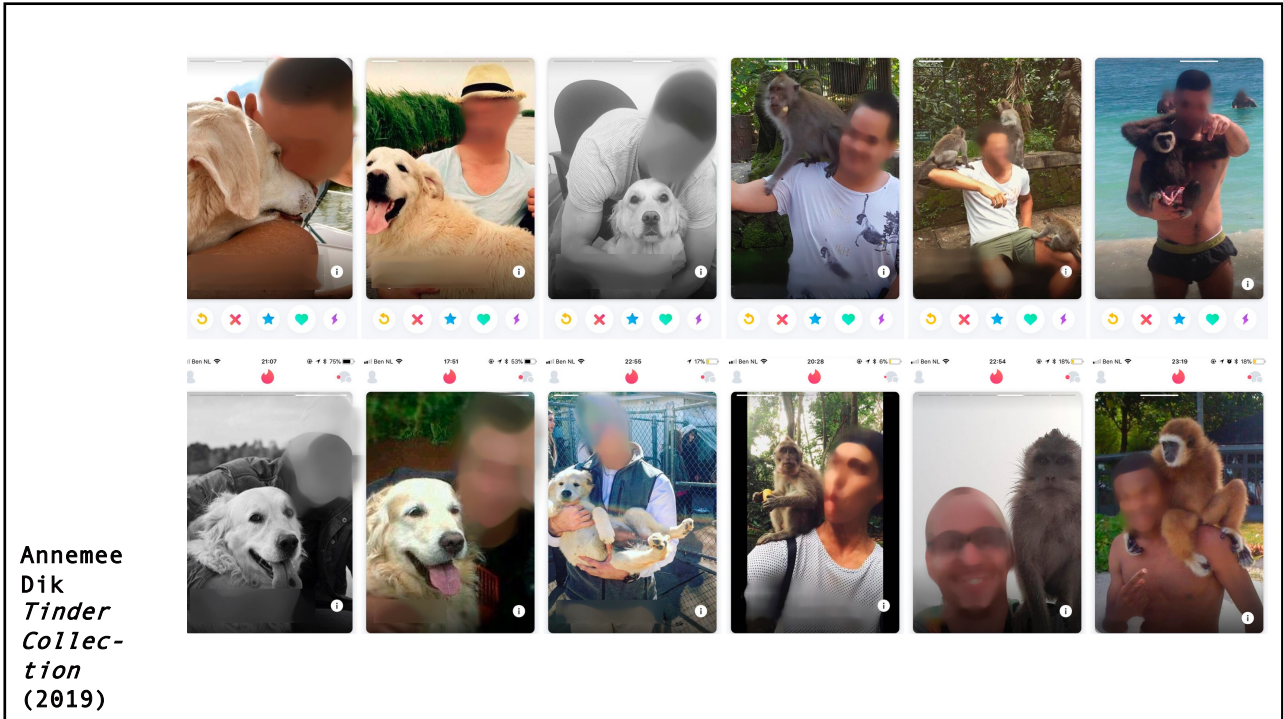 Ben NL 21:07 75%
Ben NL 17:51 53%
Ben NL 22:55 17%
Ben NL 20:28 6%
Ben NL 22:54 18%
Ben NL 23:19 18%
Annemee
Dik
Tinder
Collec-
tion
(2019)